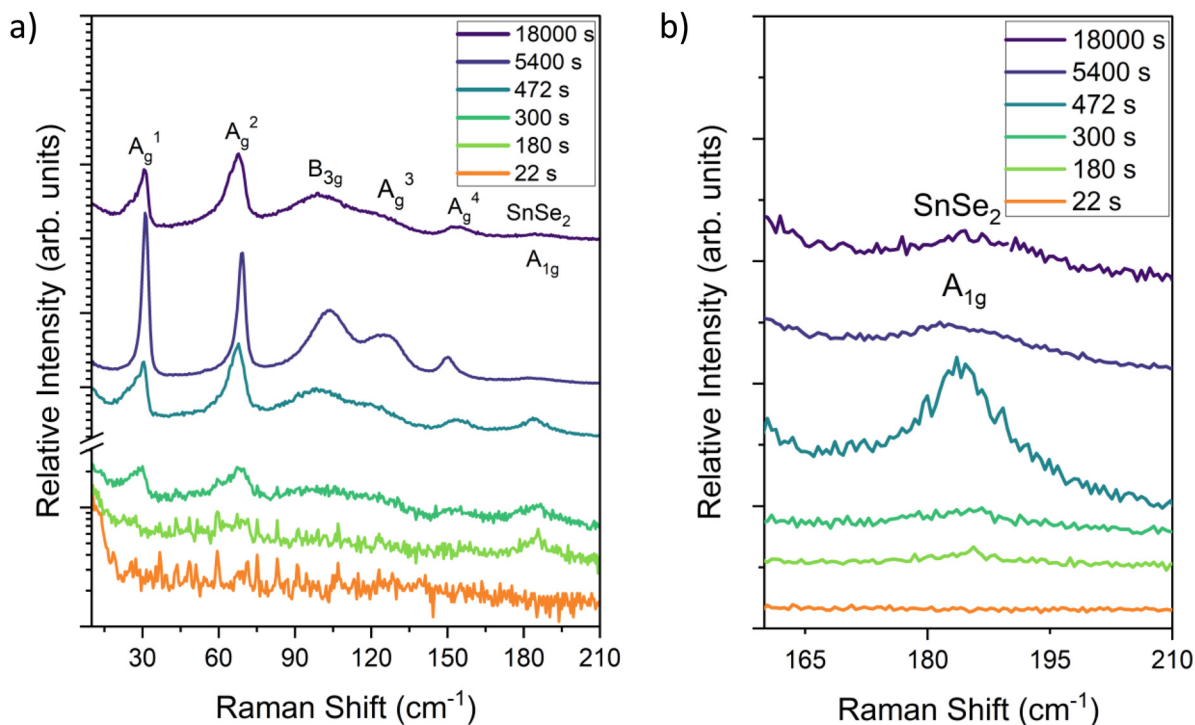 a)
18000 s
5400 s
472 s
300 s
180 s
22 s
A_g^1
A_g^2
B_3g
A_g^3
A_g^4
SnSe_2
A_1g
Relative Intensity (arb. units)
30 60 90 120 150 180 210
Raman Shift (cm^-1)
b)
18000 s
5400 s
472 s
300 s
180 s
22 s
SnSe_2
A_1g
Relative Intensity (arb. units)
165 180 195 210
Raman Shift (cm^-1)